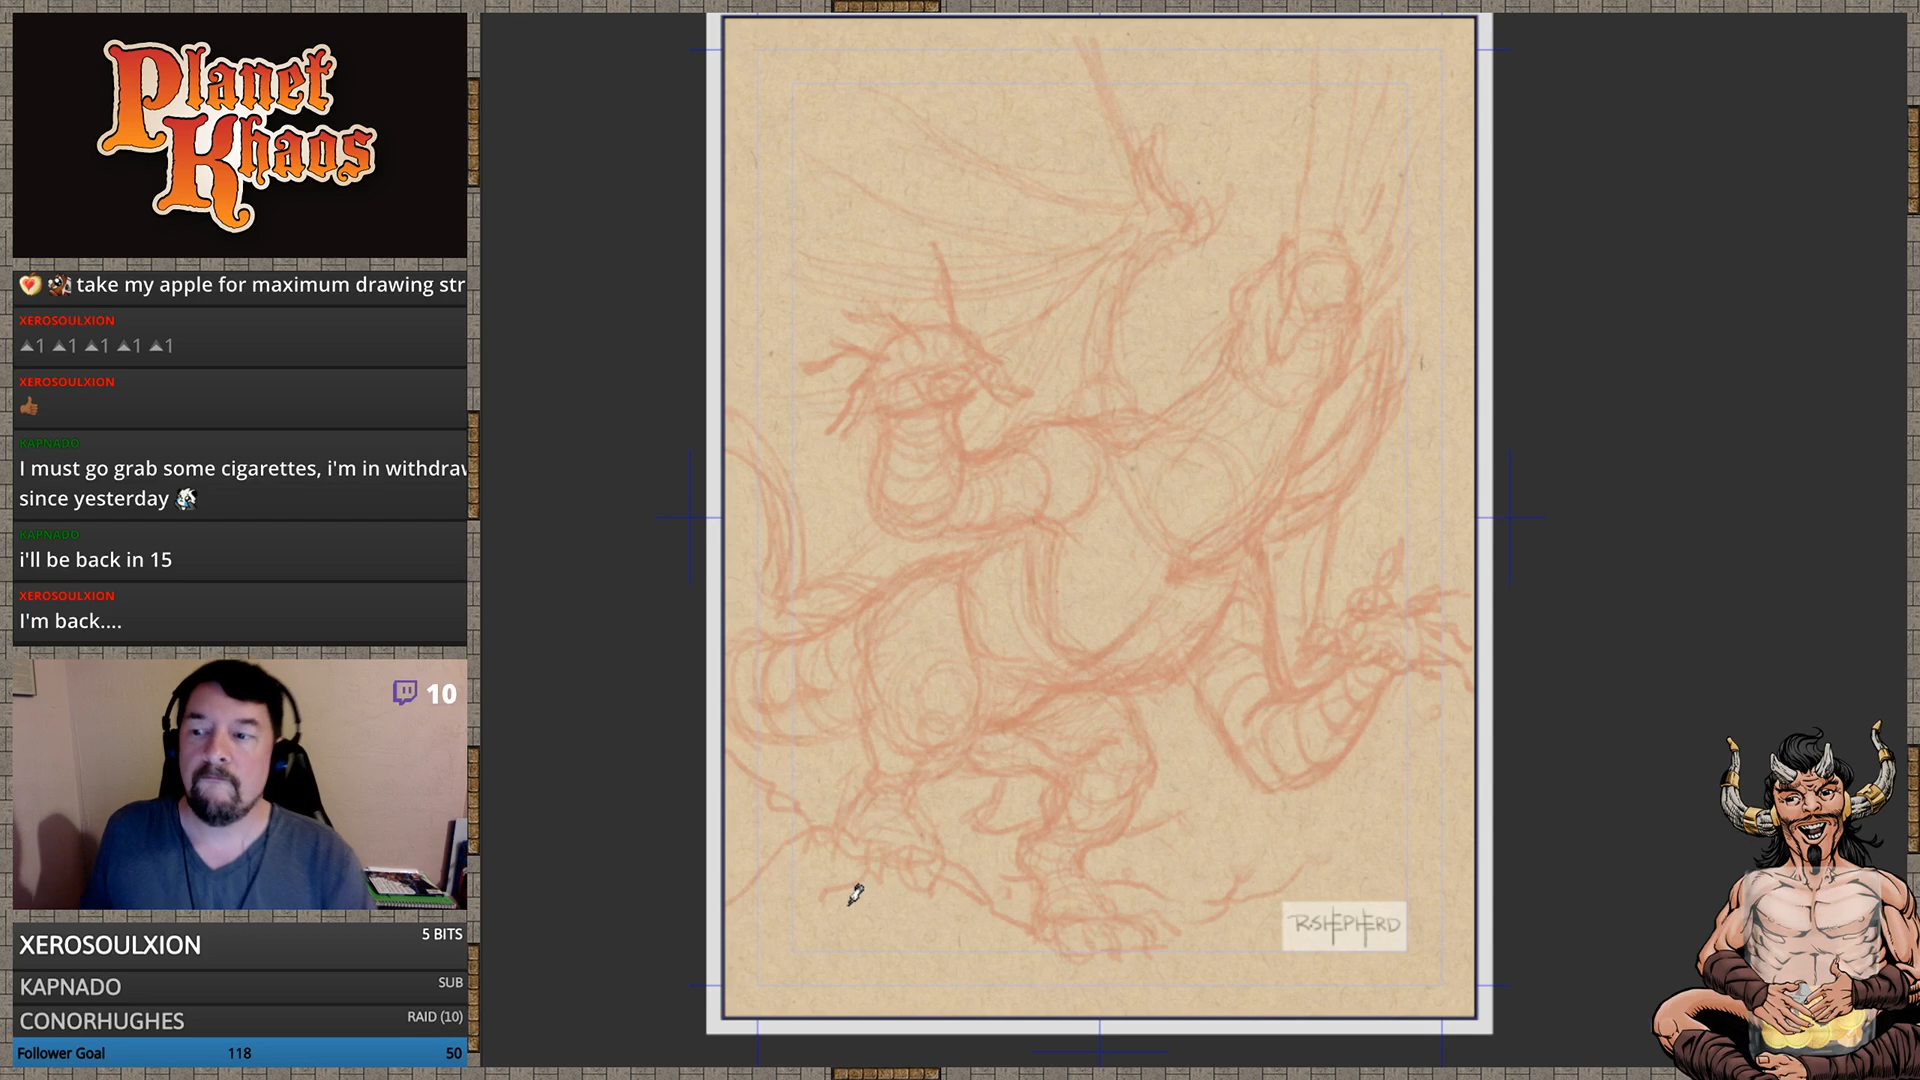 Planet
Khaos
take my apple for maximum drawing str
XEROSOULXION
1 1 1 1 1
XEROSOULXION
KAPNADO
I must go grab some cigarettes, i'm in withdraw
since yesterday
KAPNADO
i'll be back in 15
XEROSOULXION
I'm back....
10
XEROSOULXION 5 BITS
KAPNADO SUB
CONORHUGHES RAID (10)
Follower Goal 118 50
R.SHEPHERD